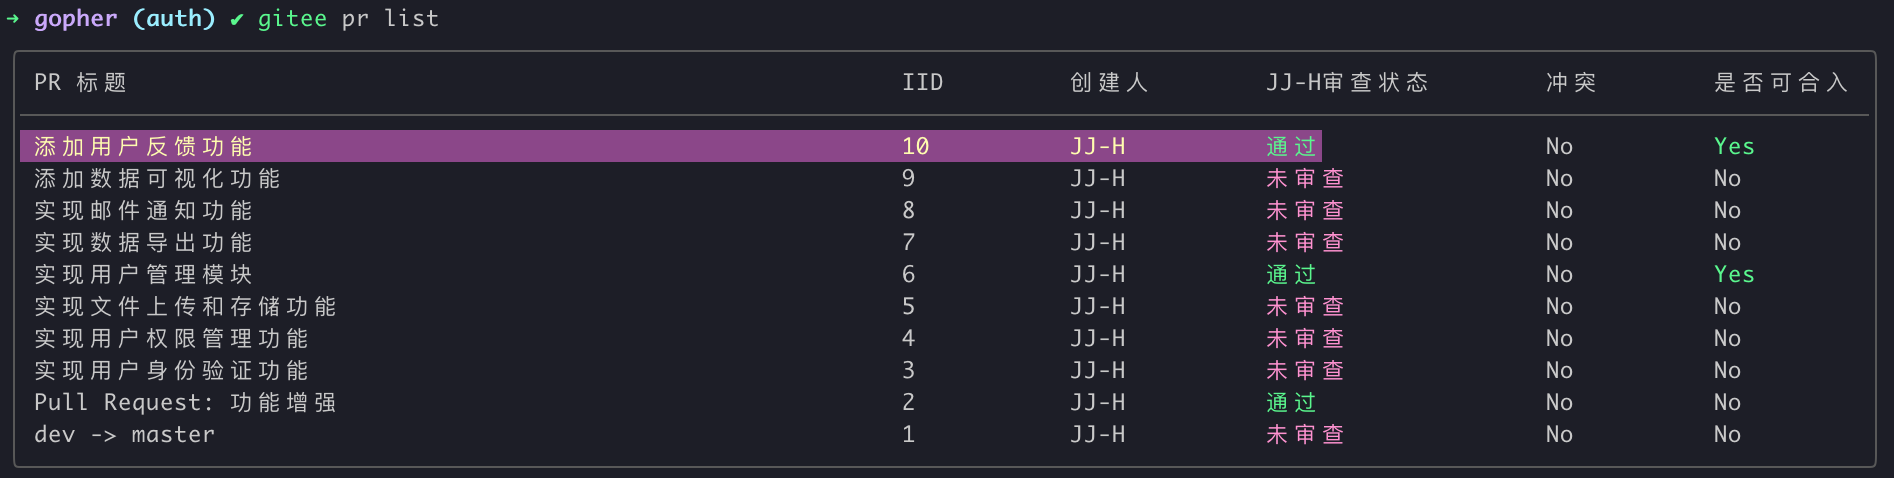 ➜ gopher (auth) ✔ gitee pr list
PR 标题 IID 创建人 JJ-H审查状态 冲突 是否可合入
添加用户反馈功能 10 JJ-H 通过 No Yes
添加数据可视化功能 9 JJ-H 未审查 No No
实现邮件通知功能 8 JJ-H 未审查 No No
实现数据导出功能 7 JJ-H 未审查 No No
实现用户管理模块 6 JJ-H 通过 No Yes
实现文件上传和存储功能 5 JJ-H 未审查 No No
实现用户权限管理功能 4 JJ-H 未审查 No No
实现用户身份验证功能 3 JJ-H 未审查 No No
Pull Request: 功能增强 2 JJ-H 通过 No No
dev -> master 1 JJ-H 未审查 No No